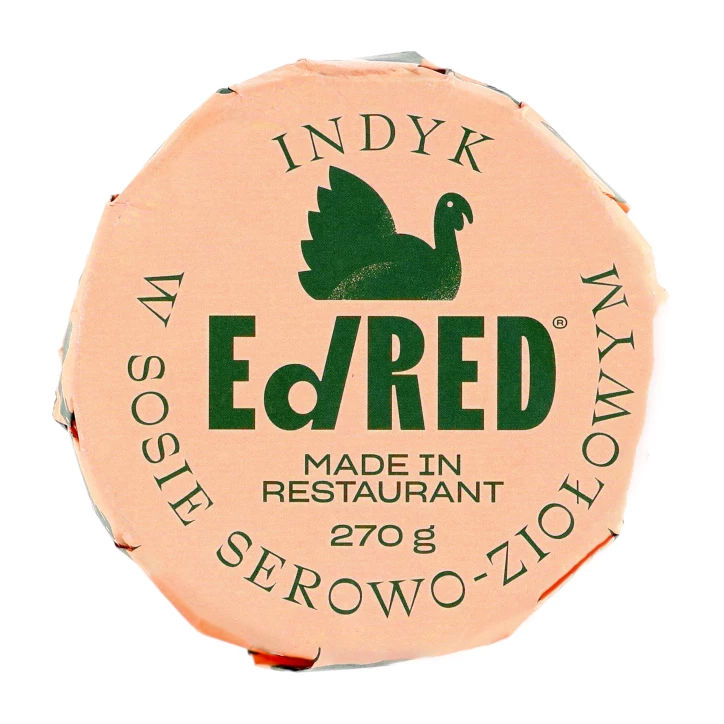 INDYK
EdRED®
MADE IN
RESTAURANT
270 g
W SOSIE SEROWO-ZIOŁOWYM